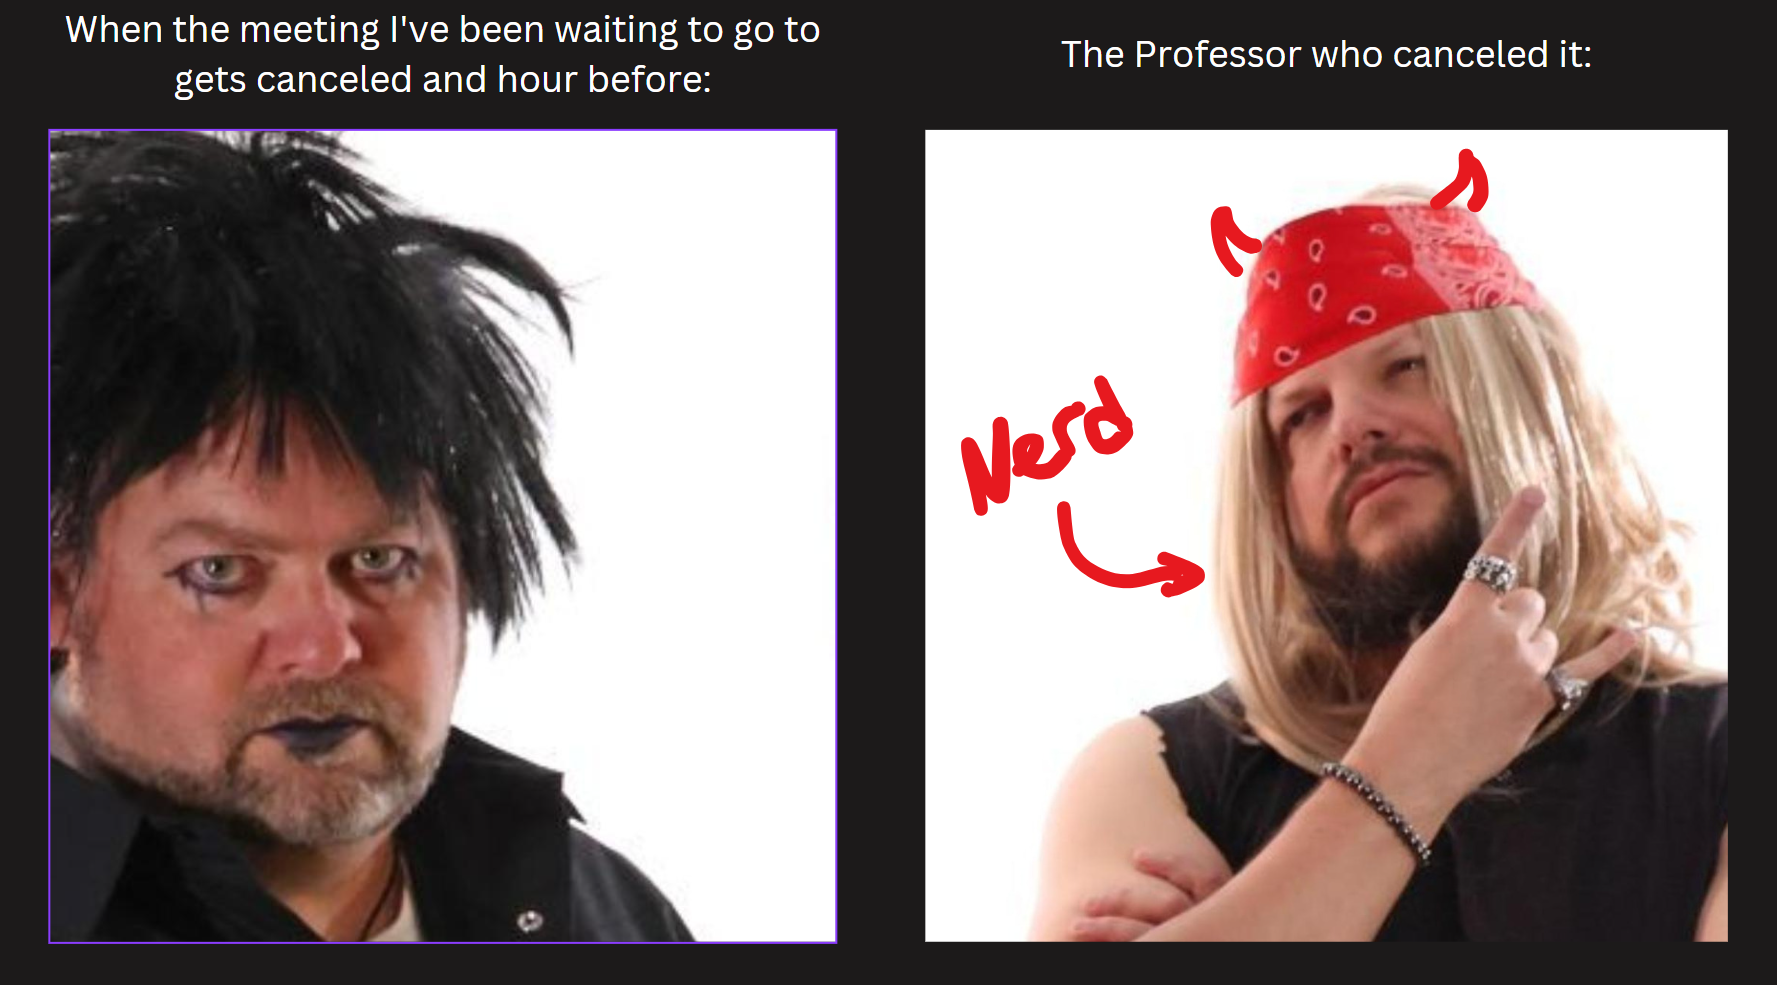 When the meeting I've been waiting to go to
gets canceled and hour before:
The Professor who canceled it:
Nerd